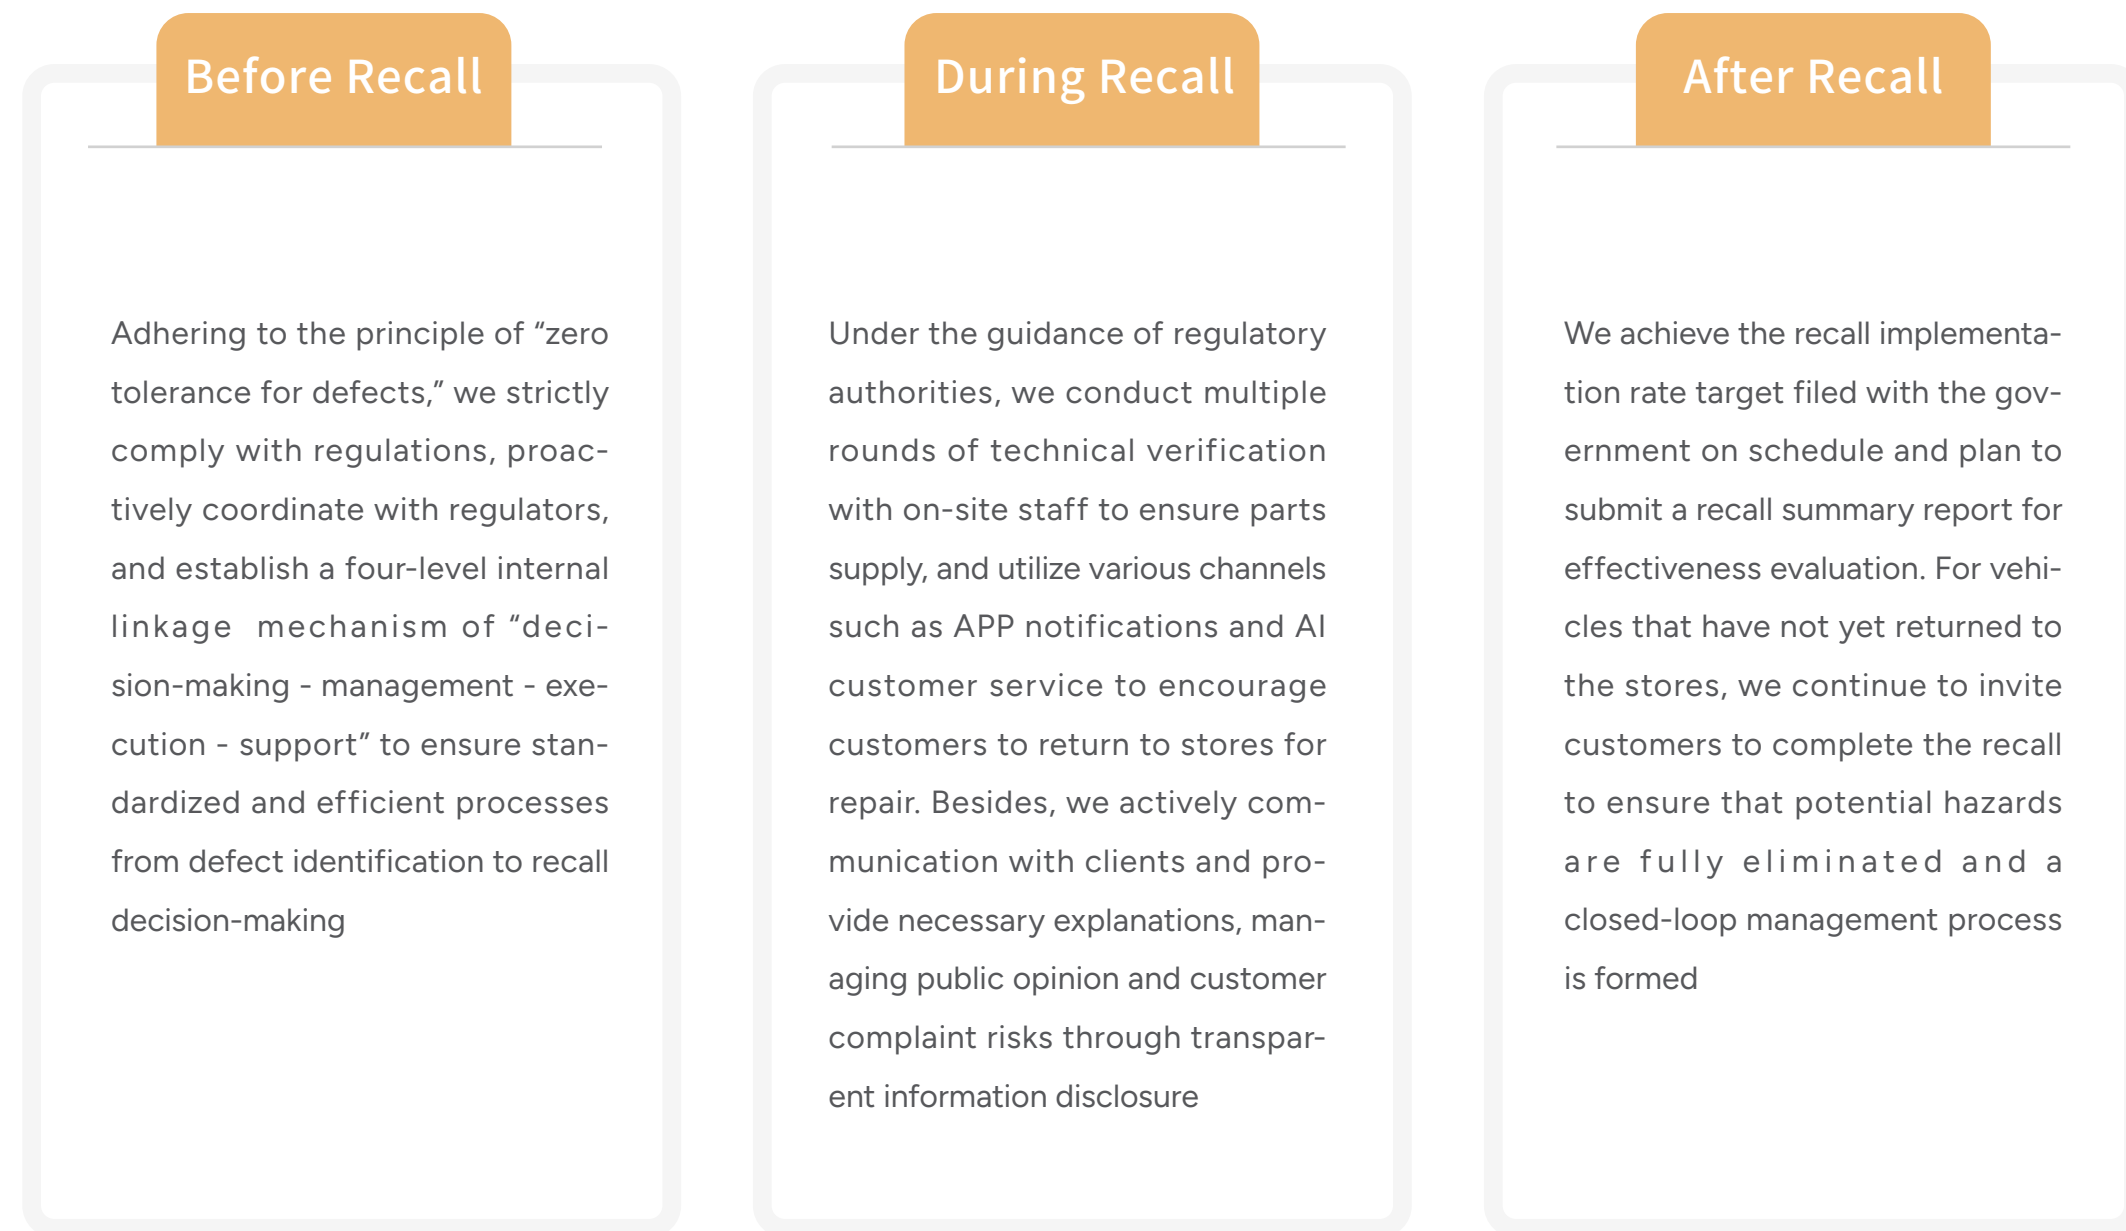 Before Recall
Adhering to the principle of “zero
tolerance for defects,” we strictly
comply with regulations, proac-
tively coordinate with regulators,
and establish a four-level internal
linkage mechanism of “deci-
sion-making - management - exe-
cution - support” to ensure stan-
dardized and efficient processes
from defect identification to recall
decision-making
During Recall
Under the guidance of regulatory
authorities, we conduct multiple
rounds of technical verification
with on-site staff to ensure parts
supply, and utilize various channels
such as APP notifications and AI
customer service to encourage
customers to return to stores for
repair. Besides, we actively com-
munication with clients and pro-
vide necessary explanations, man-
aging public opinion and customer
complaint risks through transpar-
ent information disclosure
After Recall
We achieve the recall implementa-
tion rate target filed with the gov-
ernment on schedule and plan to
submit a recall summary report for
effectiveness evaluation. For vehi-
cles that have not yet returned to
the stores, we continue to invite
customers to complete the recall
to ensure that potential hazards
are fully eliminated and a
closed-loop management process
is formed